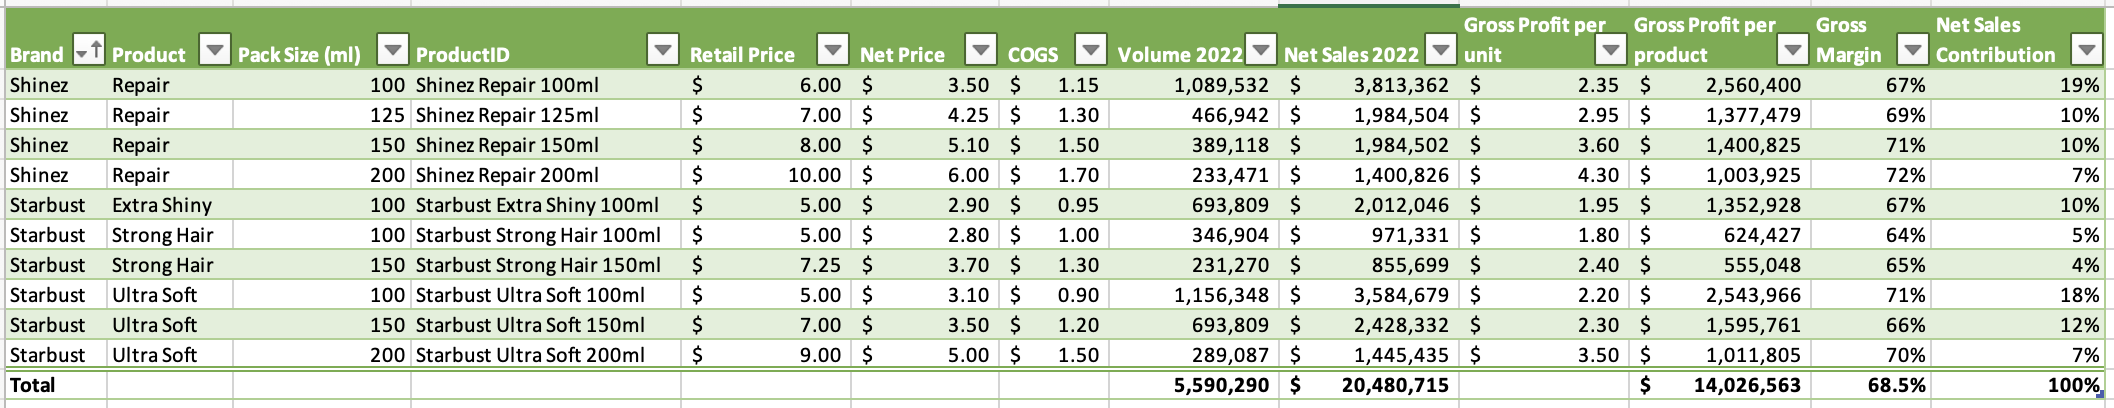 Brand Product Pack Size (ml) ProductID Retail Price Net Price COGS Volume 2022 Net Sales 2022 Gross Profit per unit Gross Profit per product Gross Margin Net Sales Contribution
Shinez Repair 100 Shinez Repair 100ml $ 6.00 $ 3.50 $ 1.15 1,089,532 $ 3,813,362 $ 2.35 $ 2,560,400 67% 19%
Shinez Repair 125 Shinez Repair 125ml $ 7.00 $ 4.25 $ 1.30 466,942 $ 1,984,504 $ 2.95 $ 1,377,479 69% 10%
Shinez Repair 150 Shinez Repair 150ml $ 8.00 $ 5.10 $ 1.50 389,118 $ 1,984,502 $ 3.60 $ 1,400,825 71% 10%
Shinez Repair 200 Shinez Repair 200ml $ 10.00 $ 6.00 $ 1.70 233,471 $ 1,400,826 $ 4.30 $ 1,003,925 72% 7%
Starbust Extra Shiny 100 Starbust Extra Shiny 100ml $ 5.00 $ 2.90 $ 0.95 693,809 $ 2,012,046 $ 1.95 $ 1,352,928 67% 10%
Starbust Strong Hair 100 Starbust Strong Hair 100ml $ 5.00 $ 2.80 $ 1.00 346,904 $ 971,331 $ 1.80 $ 624,427 64% 5%
Starbust Strong Hair 150 Starbust Strong Hair 150ml $ 7.25 $ 3.70 $ 1.30 231,270 $ 855,699 $ 2.40 $ 555,048 65% 4%
Starbust Ultra Soft 100 Starbust Ultra Soft 100ml $ 5.00 $ 3.10 $ 0.90 1,156,348 $ 3,584,679 $ 2.20 $ 2,543,966 71% 18%
Starbust Ultra Soft 150 Starbust Ultra Soft 150ml $ 7.00 $ 3.50 $ 1.20 693,809 $ 2,428,332 $ 2.30 $ 1,595,761 66% 12%
Starbust Ultra Soft 200 Starbust Ultra Soft 200ml $ 9.00 $ 5.00 $ 1.50 289,087 $ 1,445,435 $ 3.50 $ 1,011,805 70% 7%
Total 5,590,290 $ 20,480,715 $ 14,026,563 68.5% 100%